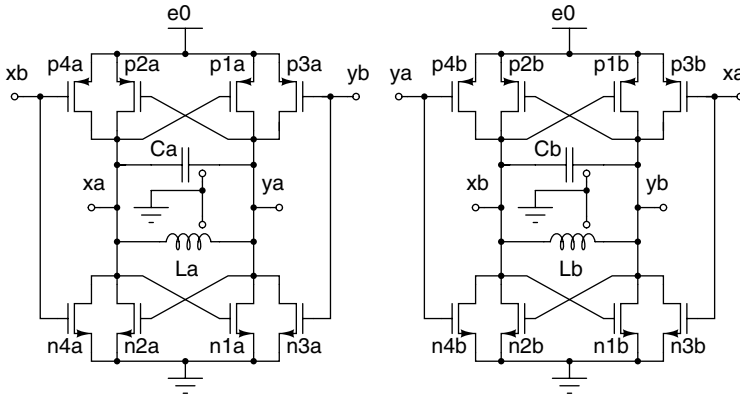 e0 e0
xb p4a p2a p1a p3a yb ya p4b p2b p1b p3b xa
Ca Cb
xa ya xb yb
La Lb
n4a n2a n1a n3a n4b n2b n1b n3b